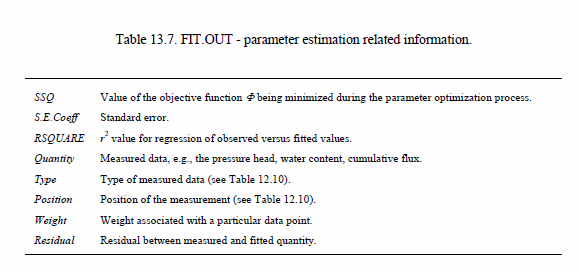 Table 13.7. FIT.OUT - parameter estimation related information.
SSQ Value of the objective function Φ being minimized during the parameter optimization process.
S.E.Coeff Standard error.
RSQUARE r² value for regression of observed versus fitted values.
Quantity Measured data, e.g., the pressure head, water content, cumulative flux.
Type Type of measured data (see Table 12.10).
Position Position of the measurement (see Table 12.10).
Weight Weight associated with a particular data point.
Residual Residual between measured and fitted quantity.